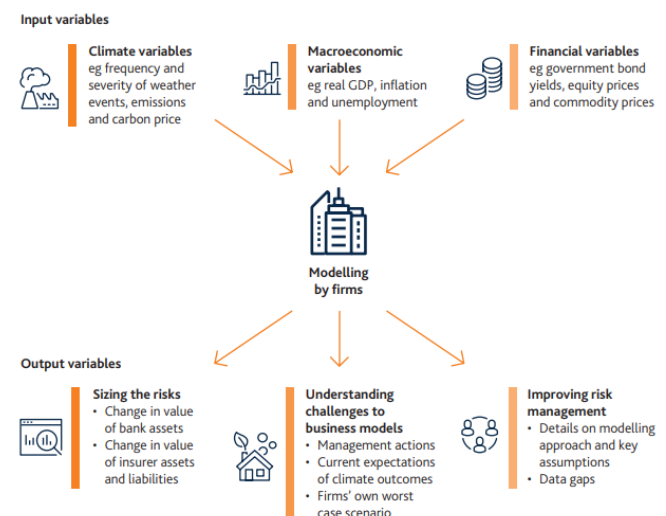 Input variables
Climate variables
eg frequency and
severity of weather
events, emissions
and carbon price
Macroeconomic
variables
eg real GDP, inflation
and unemployment
Financial variables
eg government bond
yields, equity prices
and commodity prices
Modelling
by firms
Output variables
Sizing the risks
• Change in value
of bank assets
• Change in value
of insurer assets
and liabilities
Understanding
challenges to
business models
• Management actions
• Current expectations
of climate outcomes
• Firms' own worst
case scenario
Improving risk
management
• Details on modelling
approach and key
assumptions
• Data gaps